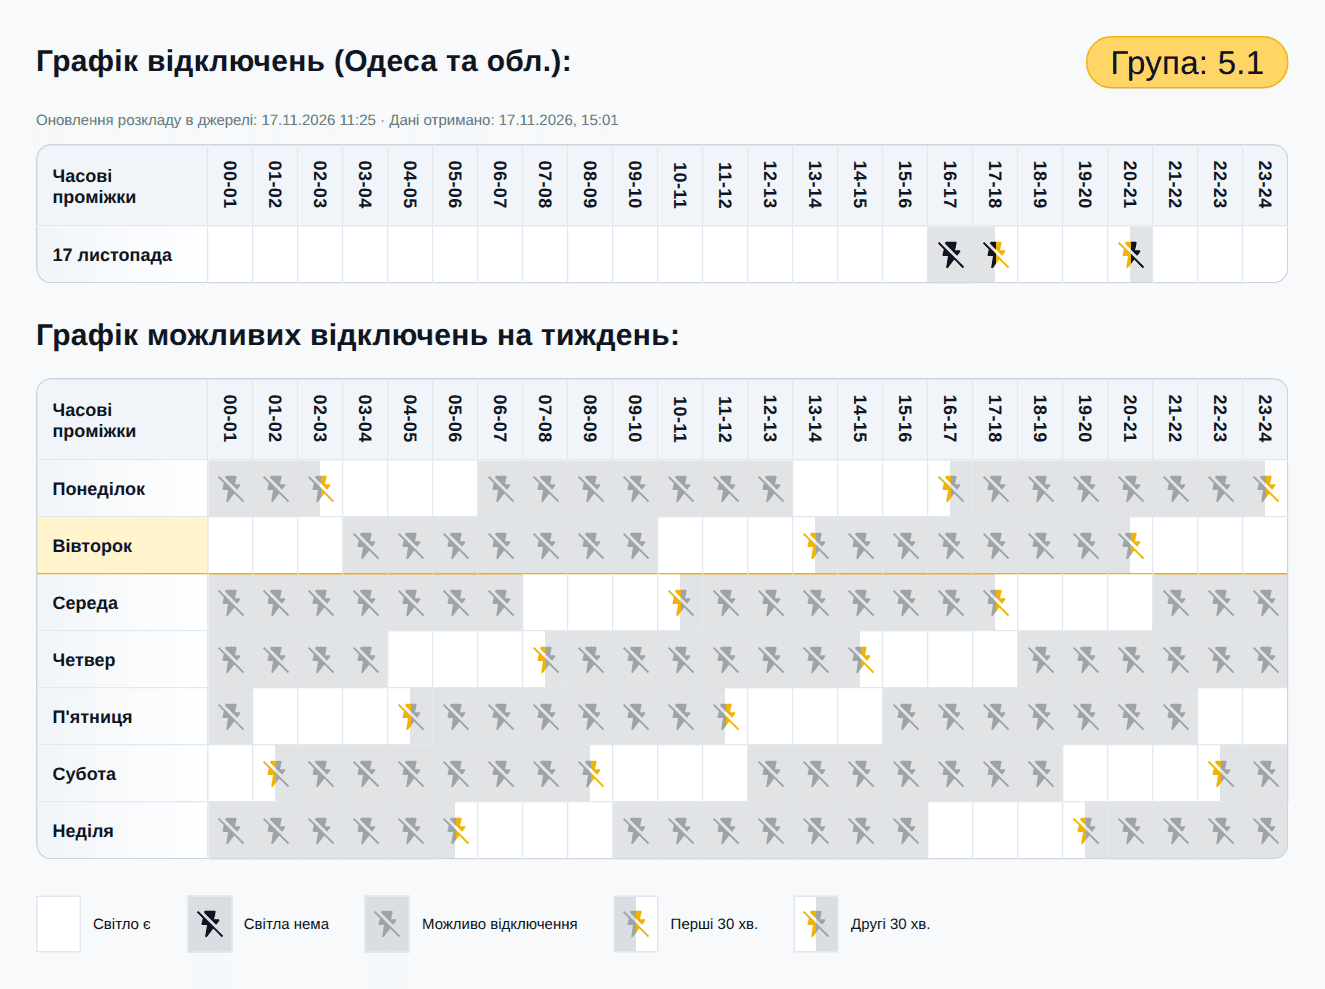 Графік відключень (Одеса та обл.):
Група: 5.1
Оновлення розкладу в джерелі: 17.11.2026 11:25 · Дані отримано: 17.11.2026, 15:01
Часові
проміжки
00-01 01-02 02-03 03-04 04-05 05-06 06-07 07-08 08-09 09-10 10-11 11-12 12-13 13-14 14-15 15-16 16-17 17-18 18-19 19-20 20-21 21-22 22-23 23-24
17 листопада
Графік можливих відключень на тиждень:
Часові
проміжки
00-01 01-02 02-03 03-04 04-05 05-06 06-07 07-08 08-09 09-10 10-11 11-12 12-13 13-14 14-15 15-16 16-17 17-18 18-19 19-20 20-21 21-22 22-23 23-24
Понеділок
Вівторок
Середа
Четвер
П'ятниця
Субота
Неділя
Світло є
Світла нема
Можливо відключення
Перші 30 хв.
Другі 30 хв.